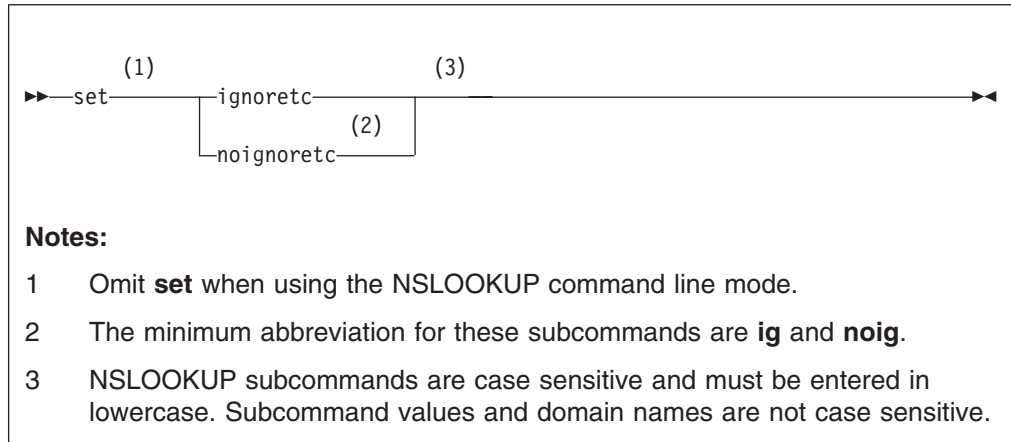 (1) (3)
►►—set—ignoretc—►◄
(2)
noignoretc
Notes:
1 Omit set when using the NSLOOKUP command line mode.
2 The minimum abbreviation for these subcommands are ig and noig.
3 NSLOOKUP subcommands are case sensitive and must be entered in
lowercase. Subcommand values and domain names are not case sensitive.